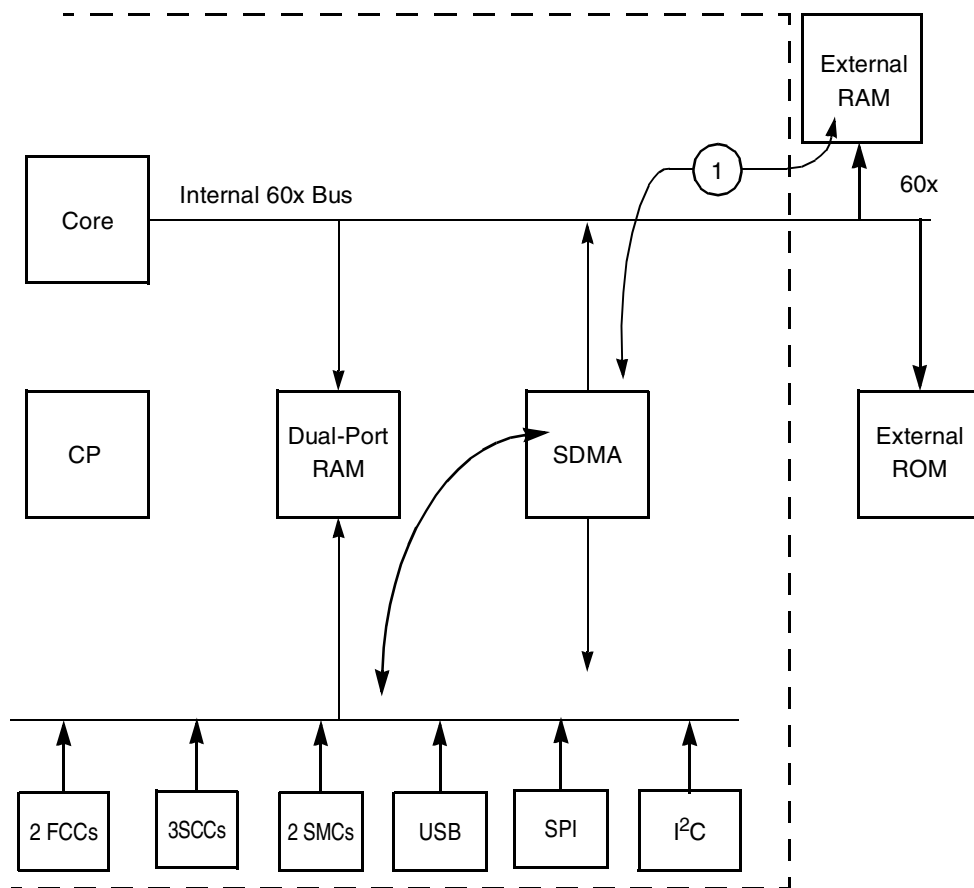 External
RAM
1
Internal 60x Bus
60x
Core
CP
Dual-Port
RAM
SDMA
External
ROM
2 FCCs
3SCCs
2 SMCs
USB
SPI
I²C